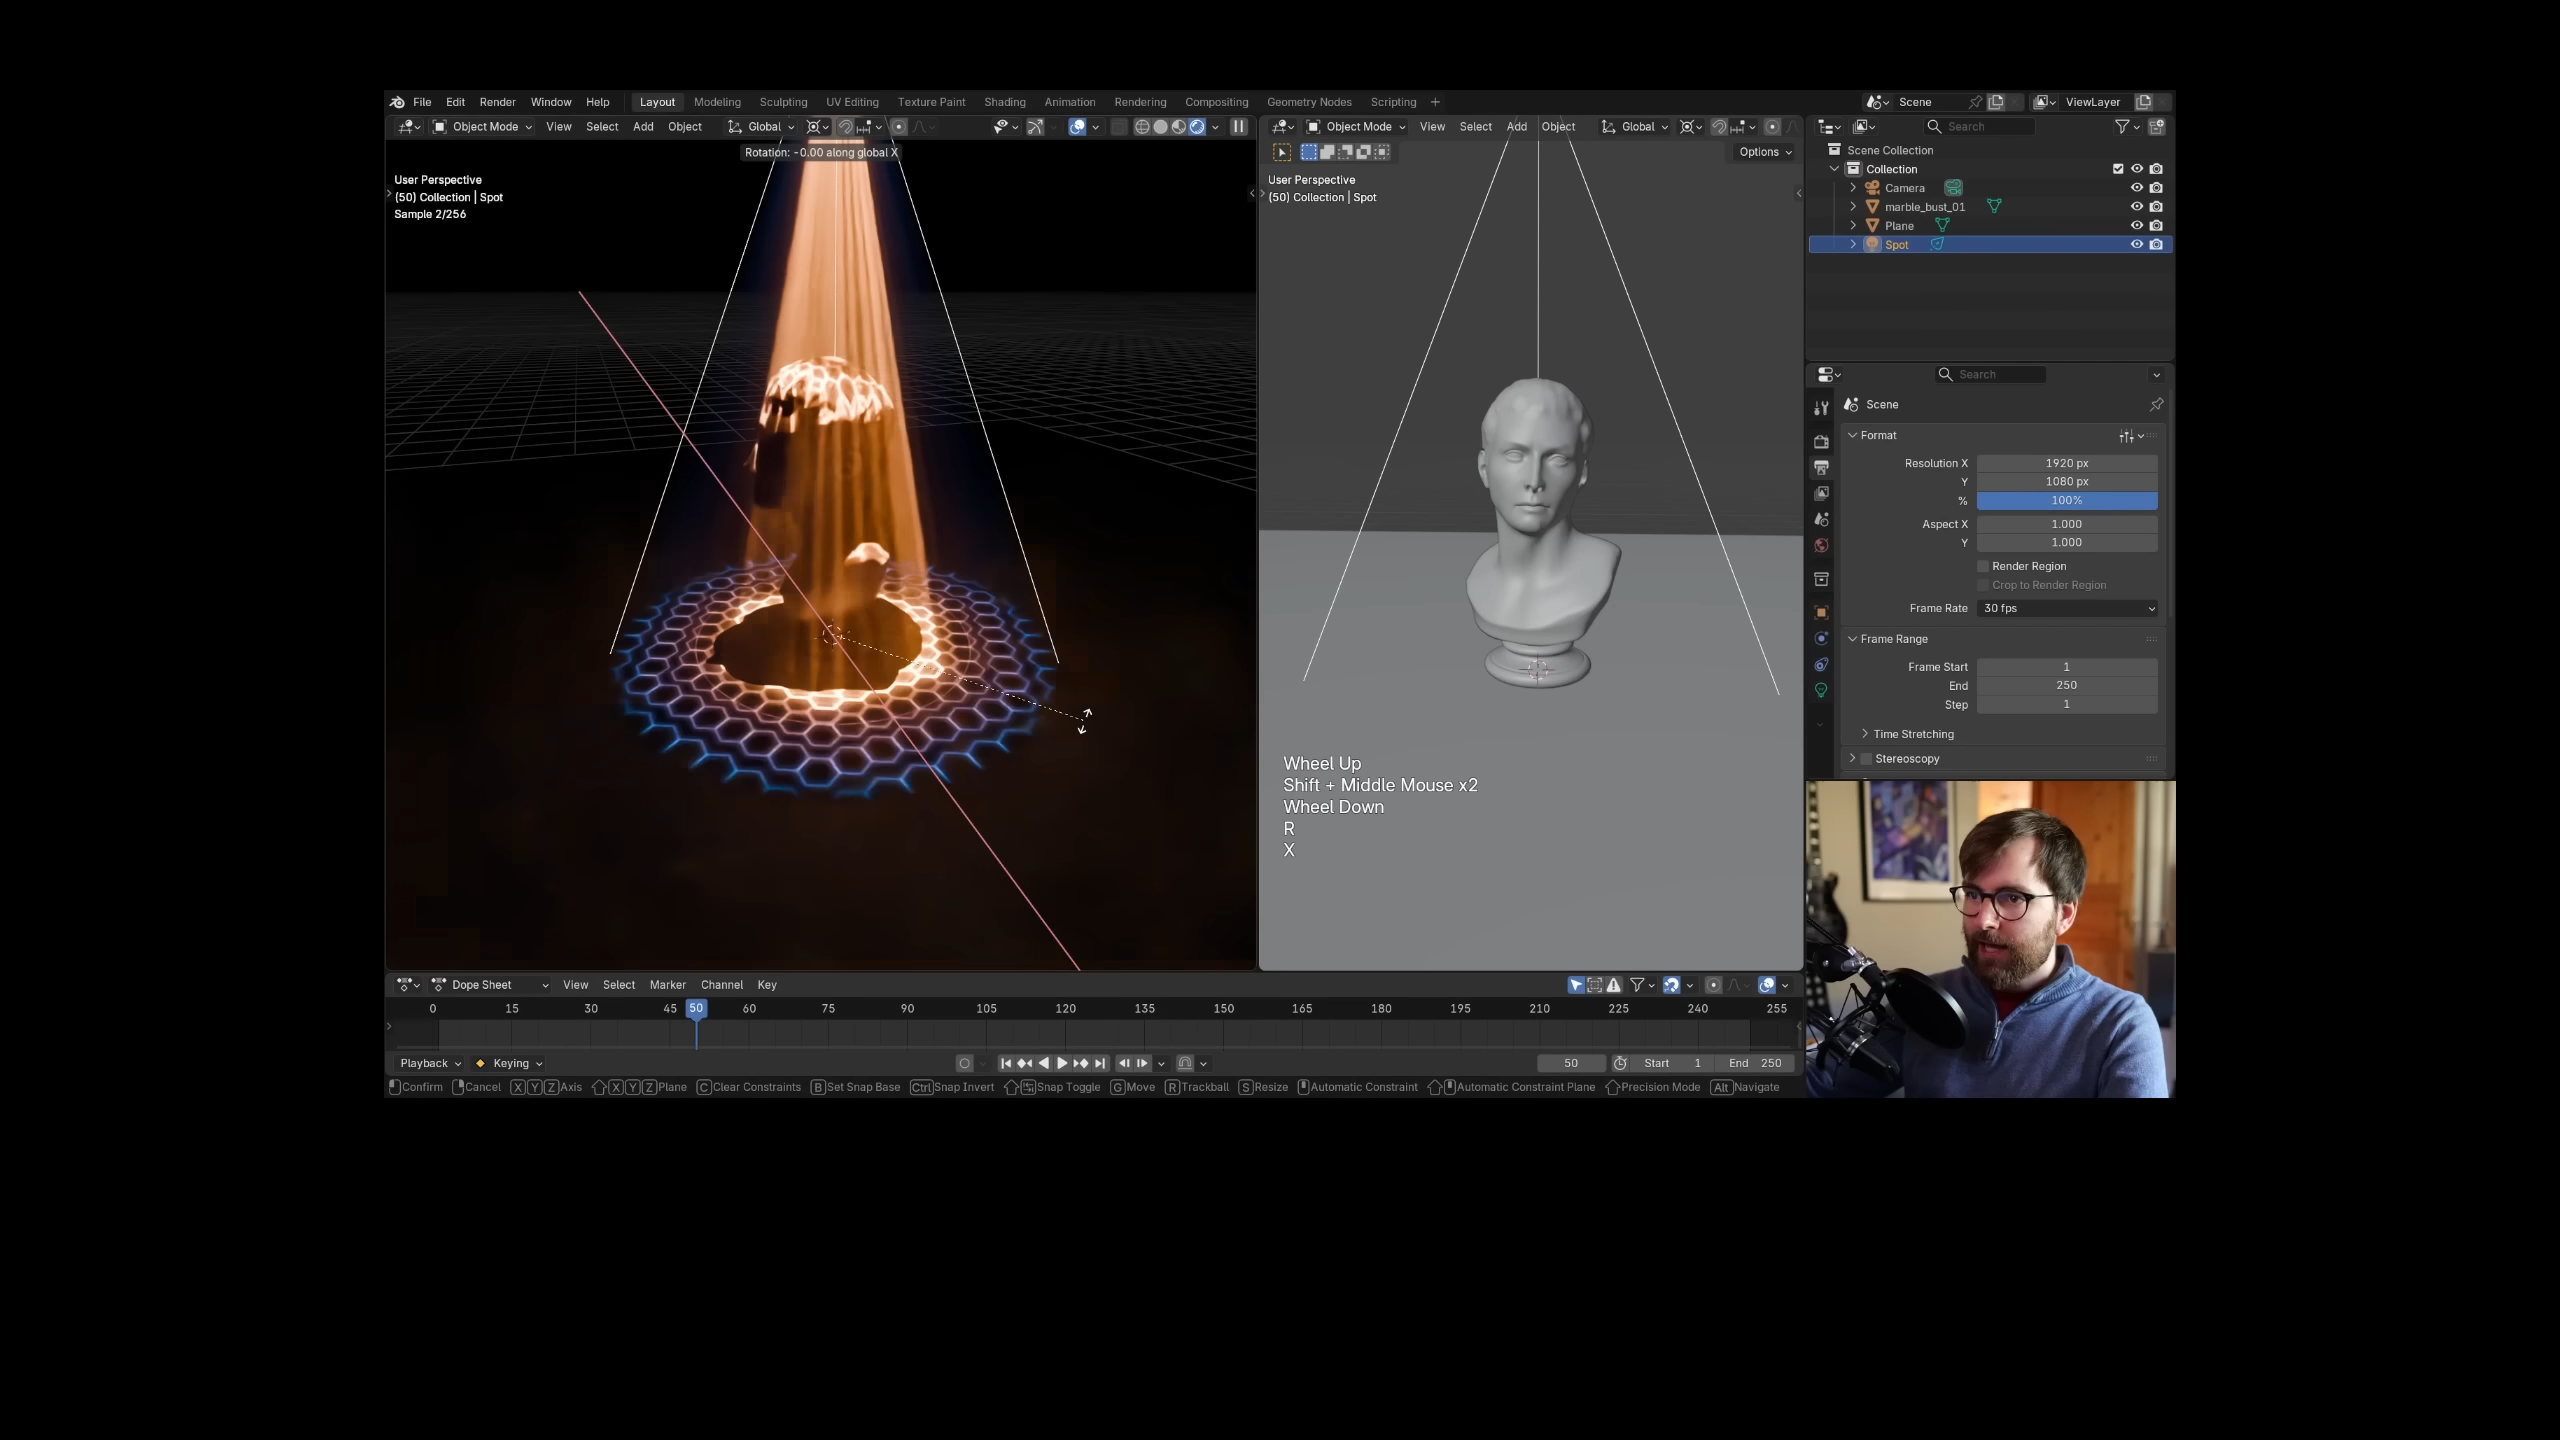 File Edit Render Window Help Layout Modeling Sculpting UV Editing Texture Paint Shading Animation Rendering Compositing Geometry Nodes Scripting + Scene ViewLayer
Object Mode View Select Add Object Global
Object Mode View Select Add Object Global
Search
Rotation: -0.00 along global X
Options
User Perspective
(50) Collection | Spot
Sample 2/256
User Perspective
(50) Collection | Spot
Scene Collection
Collection
Camera
marble_bust_01
Plane
Spot
Search
Scene
Format
Resolution X 1920 px
Y 1080 px
% 100%
Aspect X 1.000
Y 1.000
Render Region
Crop to Render Region
Frame Rate 30 fps
Frame Range
Frame Start 1
End 250
Step 1
Time Stretching
Stereoscopy
Wheel Up
Shift + Middle Mouse x2
Wheel Down
R
X
Dope Sheet View Select Marker Channel Key
0 15 30 45 50 60 75 90 105 120 135 150 165 180 195 210 225 240 255
Playback Keying 50 Start 1 End 250
Confirm Cancel X Y Z Axis X Y Z Plane C Clear Constraints B Set Snap Base Ctrl Snap Invert Snap Toggle G Move R Trackball S Resize Automatic Constraint Automatic Constraint Plane Precision Mode Alt Navigate